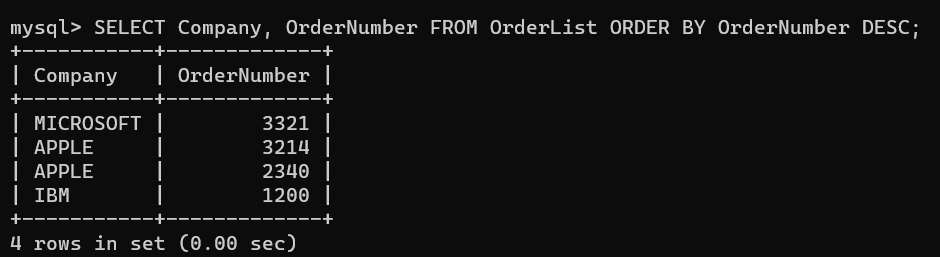 mysql> SELECT Company, OrderNumber FROM OrderList ORDER BY OrderNumber DESC;
+-----------+-------------+
| Company   | OrderNumber |
+-----------+-------------+
| MICROSOFT |        3321 |
| APPLE     |        3214 |
| APPLE     |        2340 |
| IBM       |        1200 |
+-----------+-------------+
4 rows in set (0.00 sec)